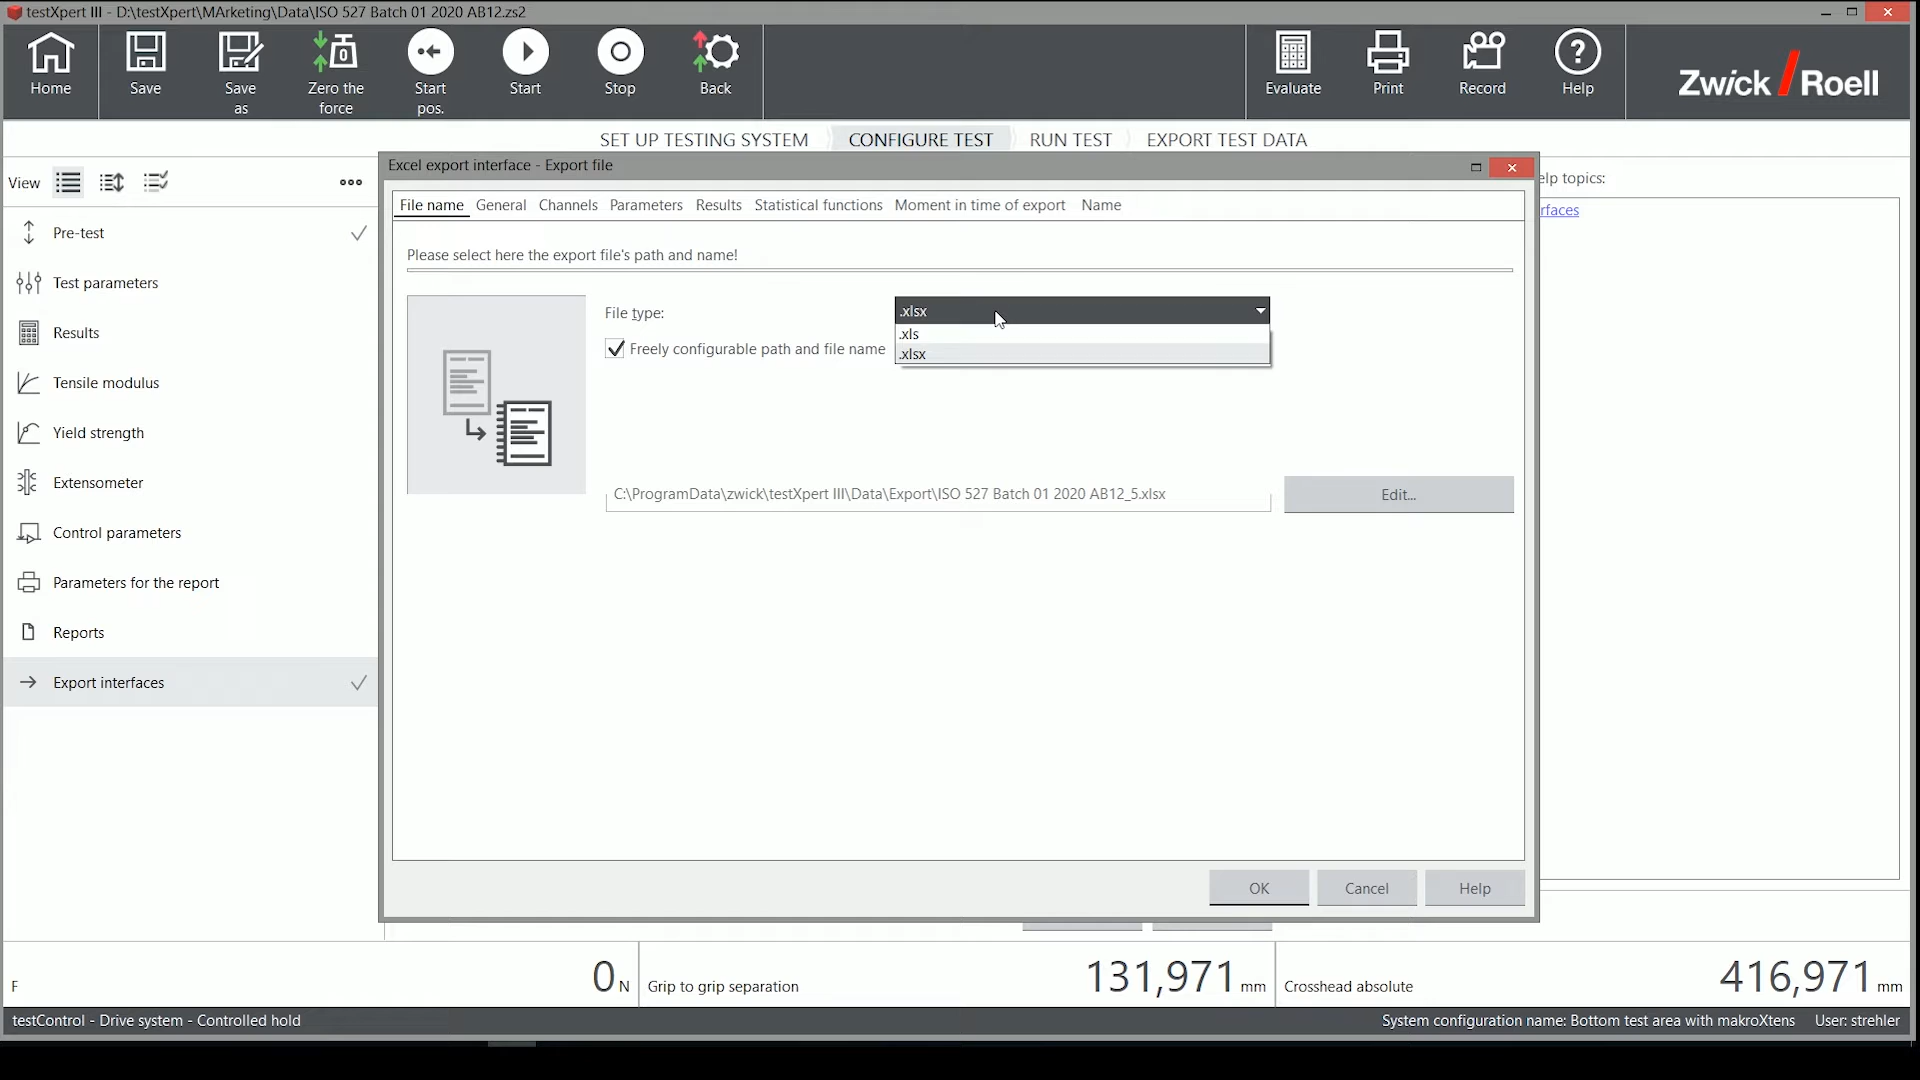 testXpert III - D:\testXpert\MArketing\Data\ISO 527 Batch 01 2020 AB12.zs2
Home
Save
Save as
Zero the force
Start pos.
Start
Stop
Back
Evaluate
Print
Record
Help
Zwick / Roell
SET UP TESTING SYSTEM
CONFIGURE TEST
RUN TEST
EXPORT TEST DATA
View
Pre-test
Test parameters
Results
Tensile modulus
Yield strength
Extensometer
Control parameters
Parameters for the report
Reports
Export interfaces
Excel export interface - Export file
File name
General
Channels
Parameters
Results
Statistical functions
Moment in time of export
Name
Please select here the export file's path and name!
File type:
.xlsx
.xls
.xlsx
Freely configurable path and file name
C:\ProgramData\zwick\testXpert III\Data\Export\ISO 527 Batch 01 2020 AB12_5.xlsx
Edit...
OK
Cancel
Help
elp topics:
rfaces
F
0 N
Grip to grip separation
131,971 mm
Crosshead absolute
416,971 mm
testControl - Drive system - Controlled hold
System configuration name: Bottom test area with makroXtens
User: strehler